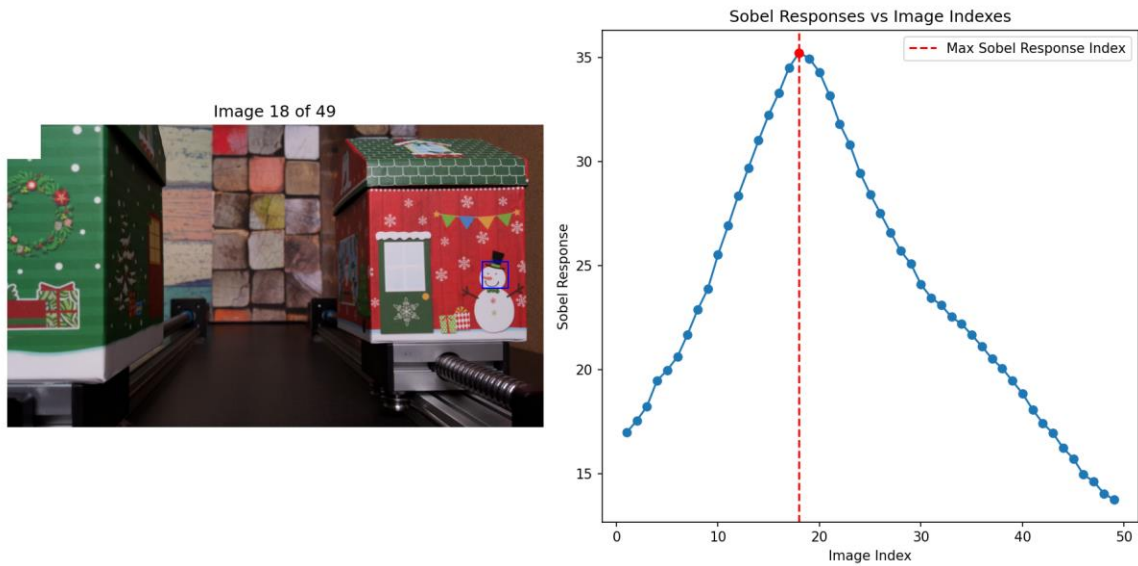 Image 18 of 49
Sobel Responses vs Image Indexes
Max Sobel Response Index
Sobel Response
35
30
25
20
15
0 10 20 30 40 50
Image Index